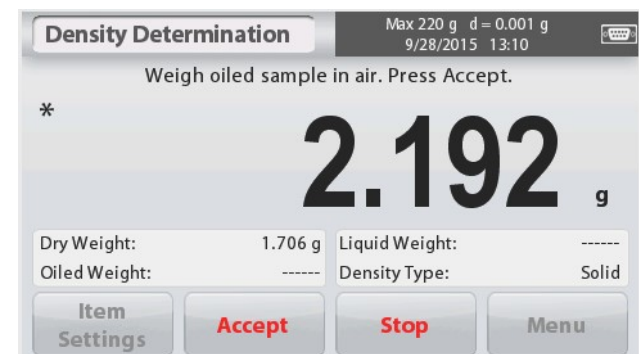 Density Determination
Max 220 g d = 0.001 g
9/28/2015 13:10
Weigh oiled sample in air. Press Accept.
*
2.192 g
Dry Weight: 1.706 g Liquid Weight: ------
Oiled Weight: ------ Density Type: Solid
Item Settings Accept Stop Menu